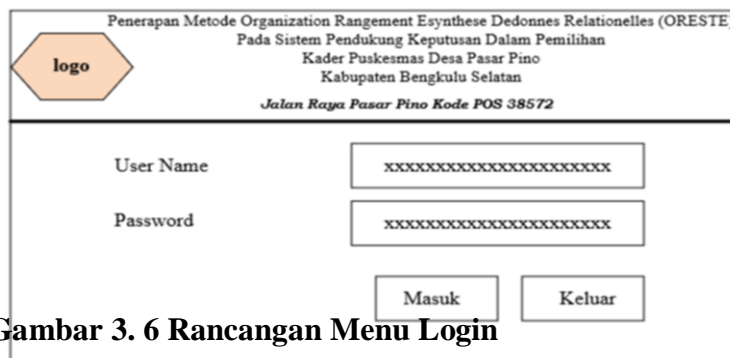 Penerapan Metode Organization Rangement Esynthese Dedonnes Relationelles (ORESTE)
Pada Sistem Pendukung Keputusan Dalam Pemilihan
Kader Puskesmas Desa Pasar Pino
Kabupaten Bengkulu Selatan
Jalan Raya Pasar Pino Kode POS 38572
logo
User Name
xxxxxxxxxxxxxxxxxxxxxx
Password
xxxxxxxxxxxxxxxxxxxxxx
Masuk
Keluar
Gambar 3. 6 Rancangan Menu Login